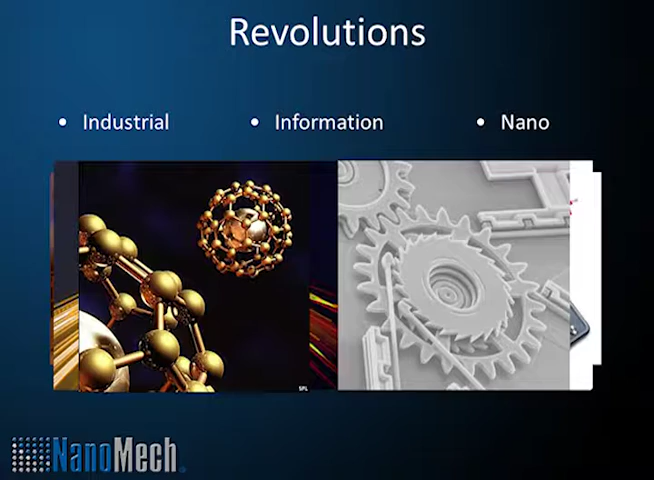 Revolutions
• Industrial
• Information
• Nano
SPL
NanoMech